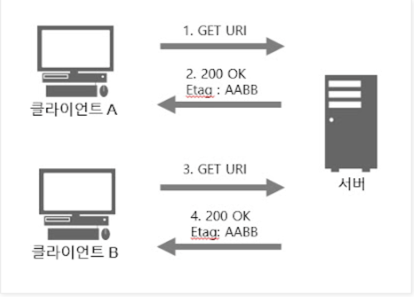 1. GET URI
2. 200 OK
Etag : AABB
클라이언트 A
서버
3. GET URI
4. 200 OK
Etag: AABB
클라이언트 B